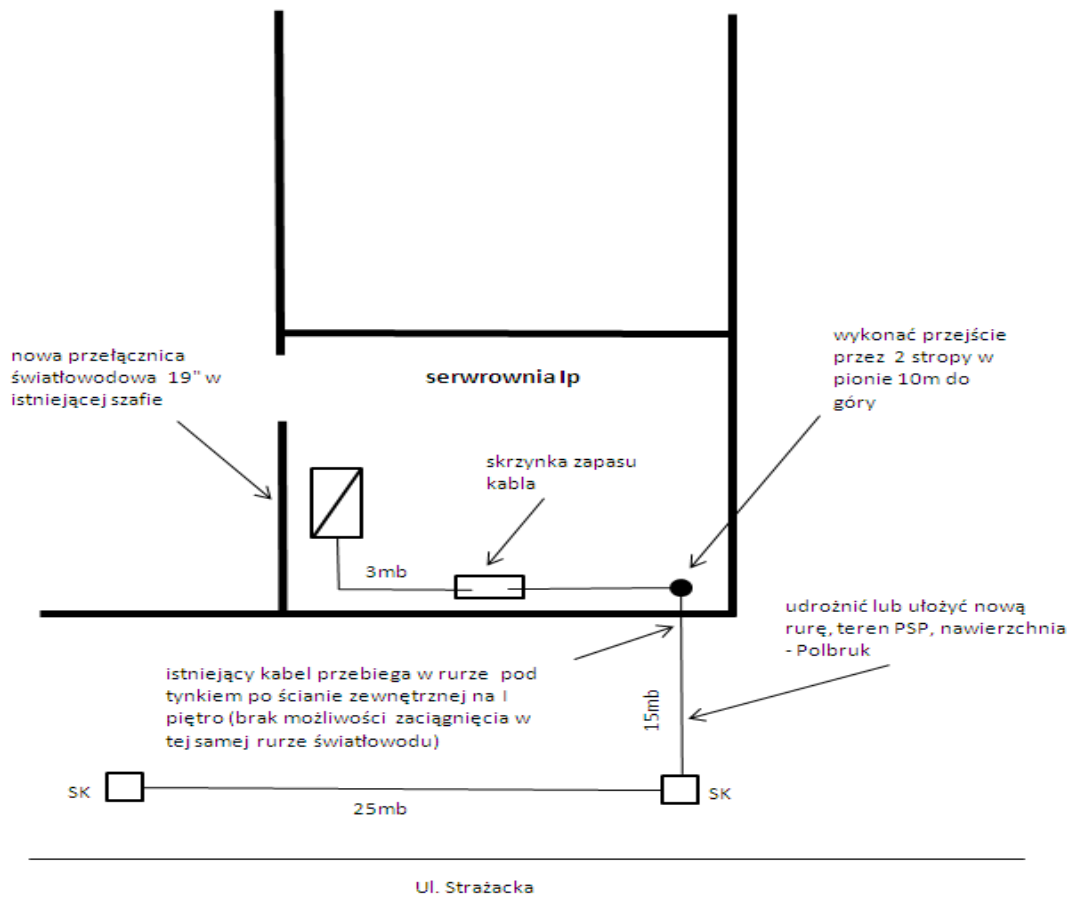 nowa przełącznica
światłowodowa 19" w
istniejącej szafie
serwrownia Ip
wykonać przejście
przez 2 stropy w
pionie 10m do
góry
skrzynka zapasu
kabla
3mb
udrożnić lub ułożyć nową
rurę, teren PSP, nawierzchnia
- Polbruk
istniejący kabel przebiega w rurze pod
tynkiem po ścianie zewnętrznej na I
piętro (brak możliwości zaciągnięcia w
tej samej rurze światłowodu)
15mb
SK
SK
25mb
Ul. Strażacka